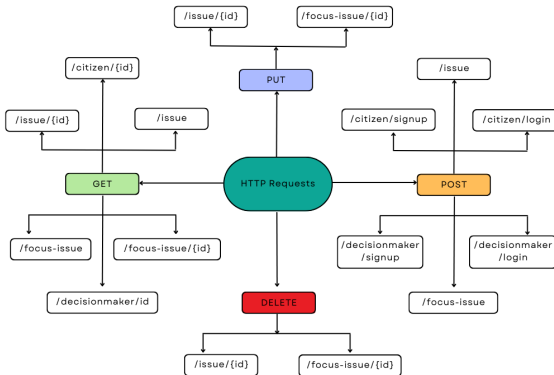 /issue/{id}
/focus-issue/{id}
/citizen/{id}
PUT
/issue
/issue/{id}
/issue
/citizen/signup
/citizen/login
GET
HTTP Requests
POST
/focus-issue
/focus-issue/{id}
/decisionmaker
/signup
/decisionmaker
/login
/decisionmaker/id
DELETE
/focus-issue
/issue/{id}
/focus-issue/{id}